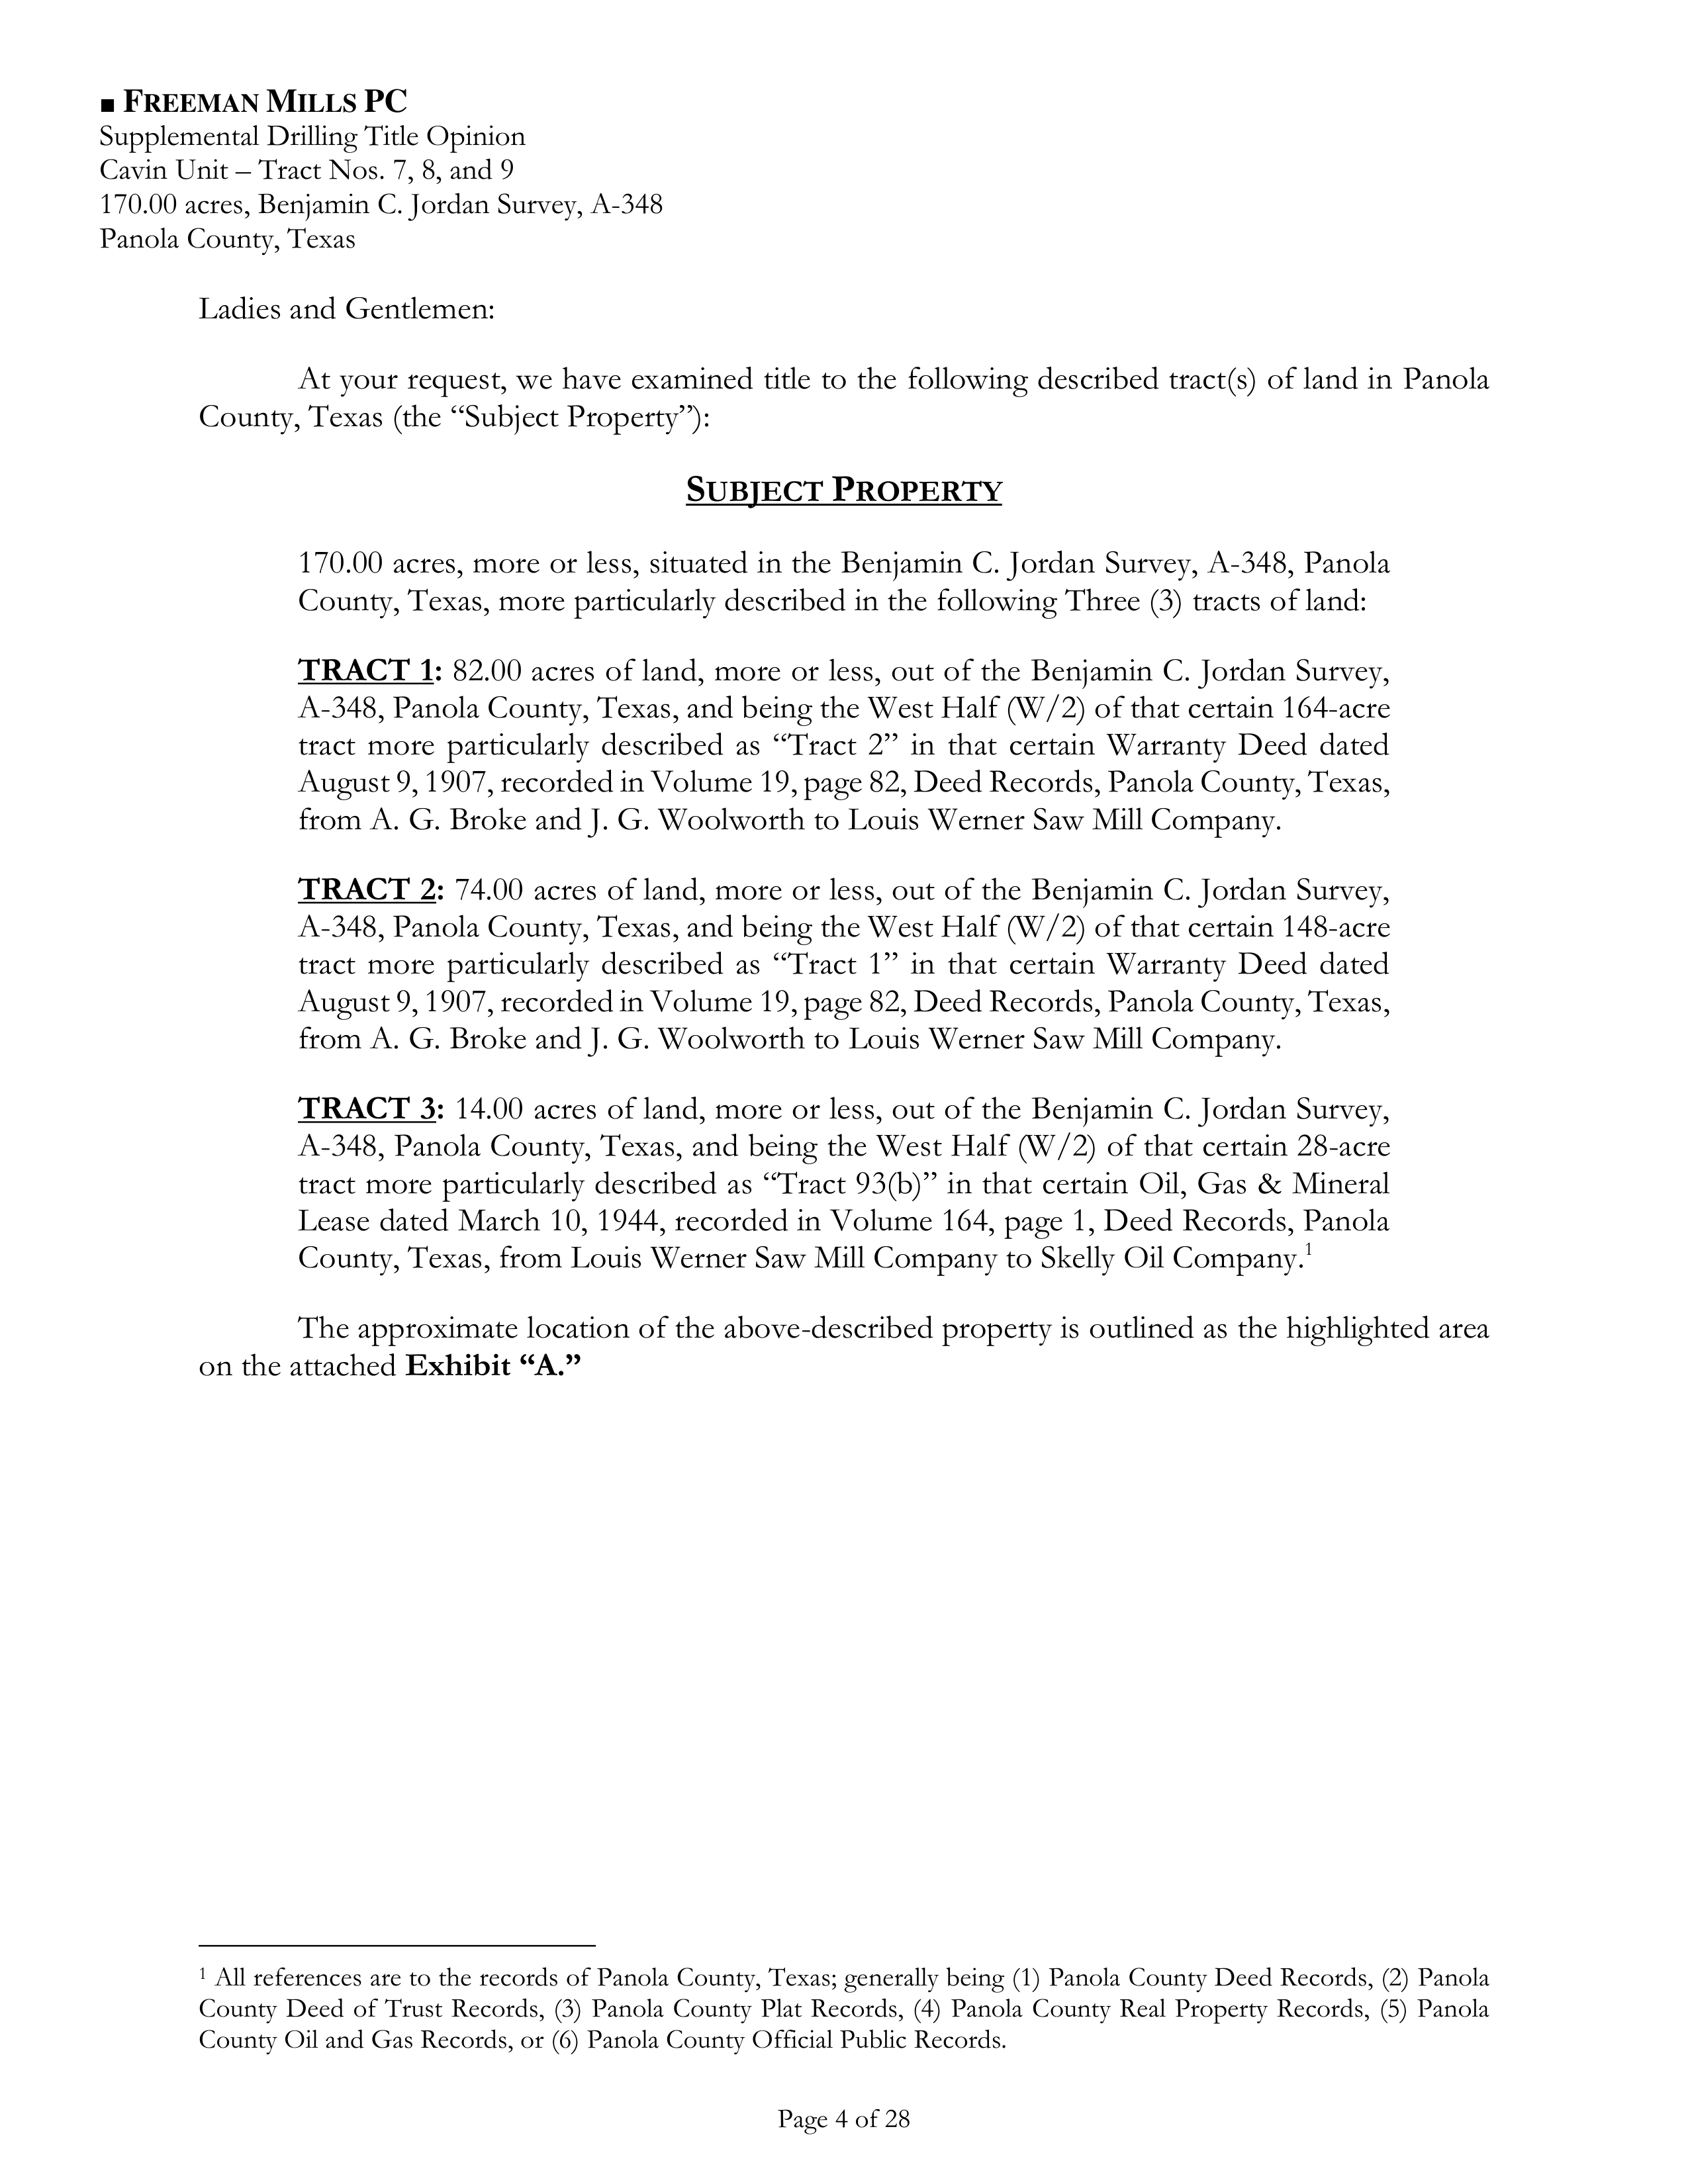 ■ FREEMAN MILLS PC
Supplemental Drilling Title Opinion
Cavin Unit – Tract Nos. 7, 8, and 9
170.00 acres, Benjamin C. Jordan Survey, A-348
Panola County, Texas
Ladies and Gentlemen:
At your request, we have examined title to the following described tract(s) of land in Panola
County, Texas (the “Subject Property”):
SUBJECT PROPERTY
170.00 acres, more or less, situated in the Benjamin C. Jordan Survey, A-348, Panola
County, Texas, more particularly described in the following Three (3) tracts of land:
TRACT 1: 82.00 acres of land, more or less, out of the Benjamin C. Jordan Survey,
A-348, Panola County, Texas, and being the West Half (W/2) of that certain 164-acre
tract more particularly described as “Tract 2” in that certain Warranty Deed dated
August 9, 1907, recorded in Volume 19, page 82, Deed Records, Panola County, Texas,
from A. G. Broke and J. G. Woolworth to Louis Werner Saw Mill Company.
TRACT 2: 74.00 acres of land, more or less, out of the Benjamin C. Jordan Survey,
A-348, Panola County, Texas, and being the West Half (W/2) of that certain 148-acre
tract more particularly described as “Tract 1” in that certain Warranty Deed dated
August 9, 1907, recorded in Volume 19, page 82, Deed Records, Panola County, Texas,
from A. G. Broke and J. G. Woolworth to Louis Werner Saw Mill Company.
TRACT 3: 14.00 acres of land, more or less, out of the Benjamin C. Jordan Survey,
A-348, Panola County, Texas, and being the West Half (W/2) of that certain 28-acre
tract more particularly described as “Tract 93(b)” in that certain Oil, Gas & Mineral
Lease dated March 10, 1944, recorded in Volume 164, page 1, Deed Records, Panola
County, Texas, from Louis Werner Saw Mill Company to Skelly Oil Company.1
The approximate location of the above-described property is outlined as the highlighted area
on the attached Exhibit “A.”
1 All references are to the records of Panola County, Texas; generally being (1) Panola County Deed Records, (2) Panola
County Deed of Trust Records, (3) Panola County Plat Records, (4) Panola County Real Property Records, (5) Panola
County Oil and Gas Records, or (6) Panola County Official Public Records.
Page 4 of 28